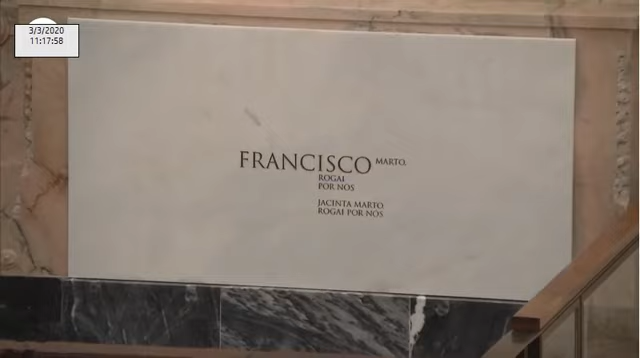 3/3/2020
11:17:58
FRANCISCO MARTO,
ROGAI
POR NÓS
JACINTA MARTO
ROGAI POR NÓS